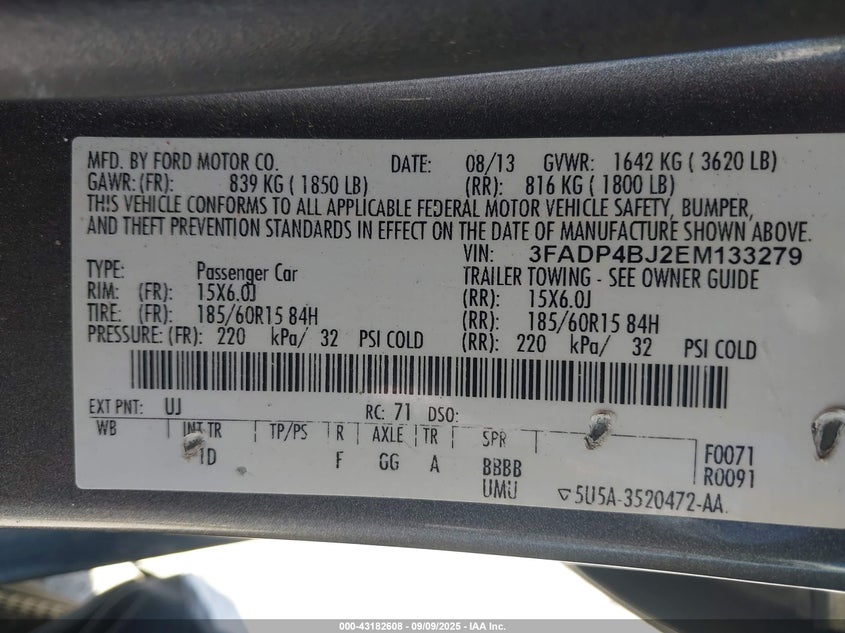 MFD. BY FORD MOTOR CO. DATE: 08/13 GVWR: 1642 KG ( 3620 LB)
GAWR: (FR): 839 KG ( 1850 LB) (RR): 816 KG ( 1800 LB)
THIS VEHICLE CONFORMS TO ALL APPLICABLE FEDERAL MOTOR VEHICLE SAFETY, BUMPER,
AND THEFT PREVENTION STANDARDS IN EFFECT ON THE DATE OF MANUFACTURE SHOWN ABOVE.
VIN: 3FADP4BJ2EM133279
TYPE: Passenger Car TRAILER TOWING - SEE OWNER GUIDE
RIM: (FR): 15X6.0J (RR): 15X6.0J
TIRE: (FR): 185/60R15 84H (RR): 185/60R15 84H
PRESSURE: (FR): 220 kPa/ 32 PSI COLD (RR): 220 kPa/ 32 PSI COLD
EXT PNT: UJ RC: 71 DSO:
WB INT TR TP/PS R AXLE TR SPR F0071
1D F GG A BBBB R0091
UMU ▽5U5A-3520472-AA
000-43182608 - 09/09/2025 - IAA Inc.